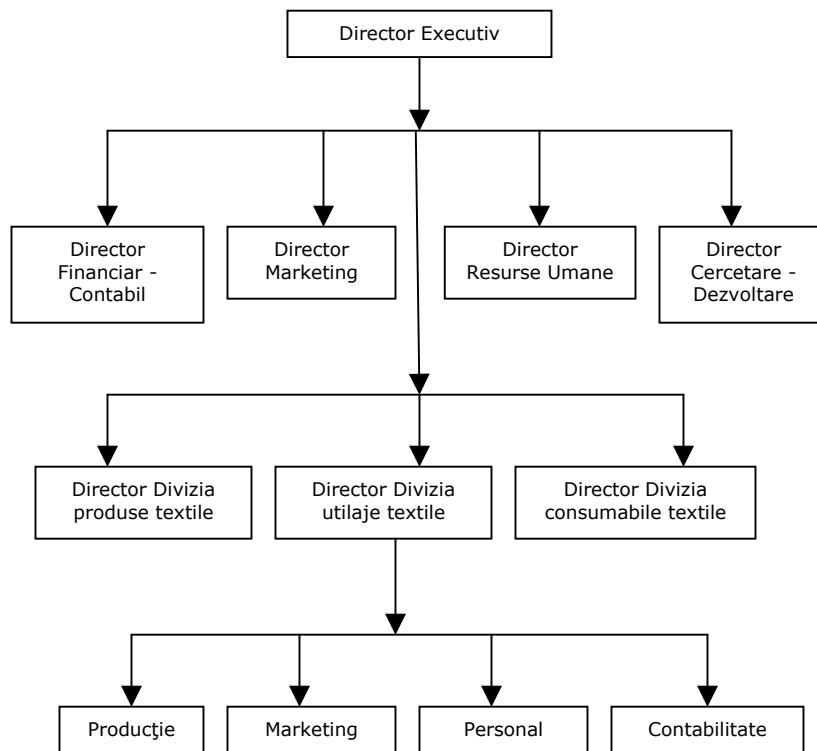 Director Executiv
Director
Financiar -
Contabil
Director
Marketing
Director
Resurse Umane
Director
Cercetare -
Dezvoltare
Director Divizia
produse textile
Director Divizia
utilaje textile
Director Divizia
consumabile textile
Producţie
Marketing
Personal
Contabilitate